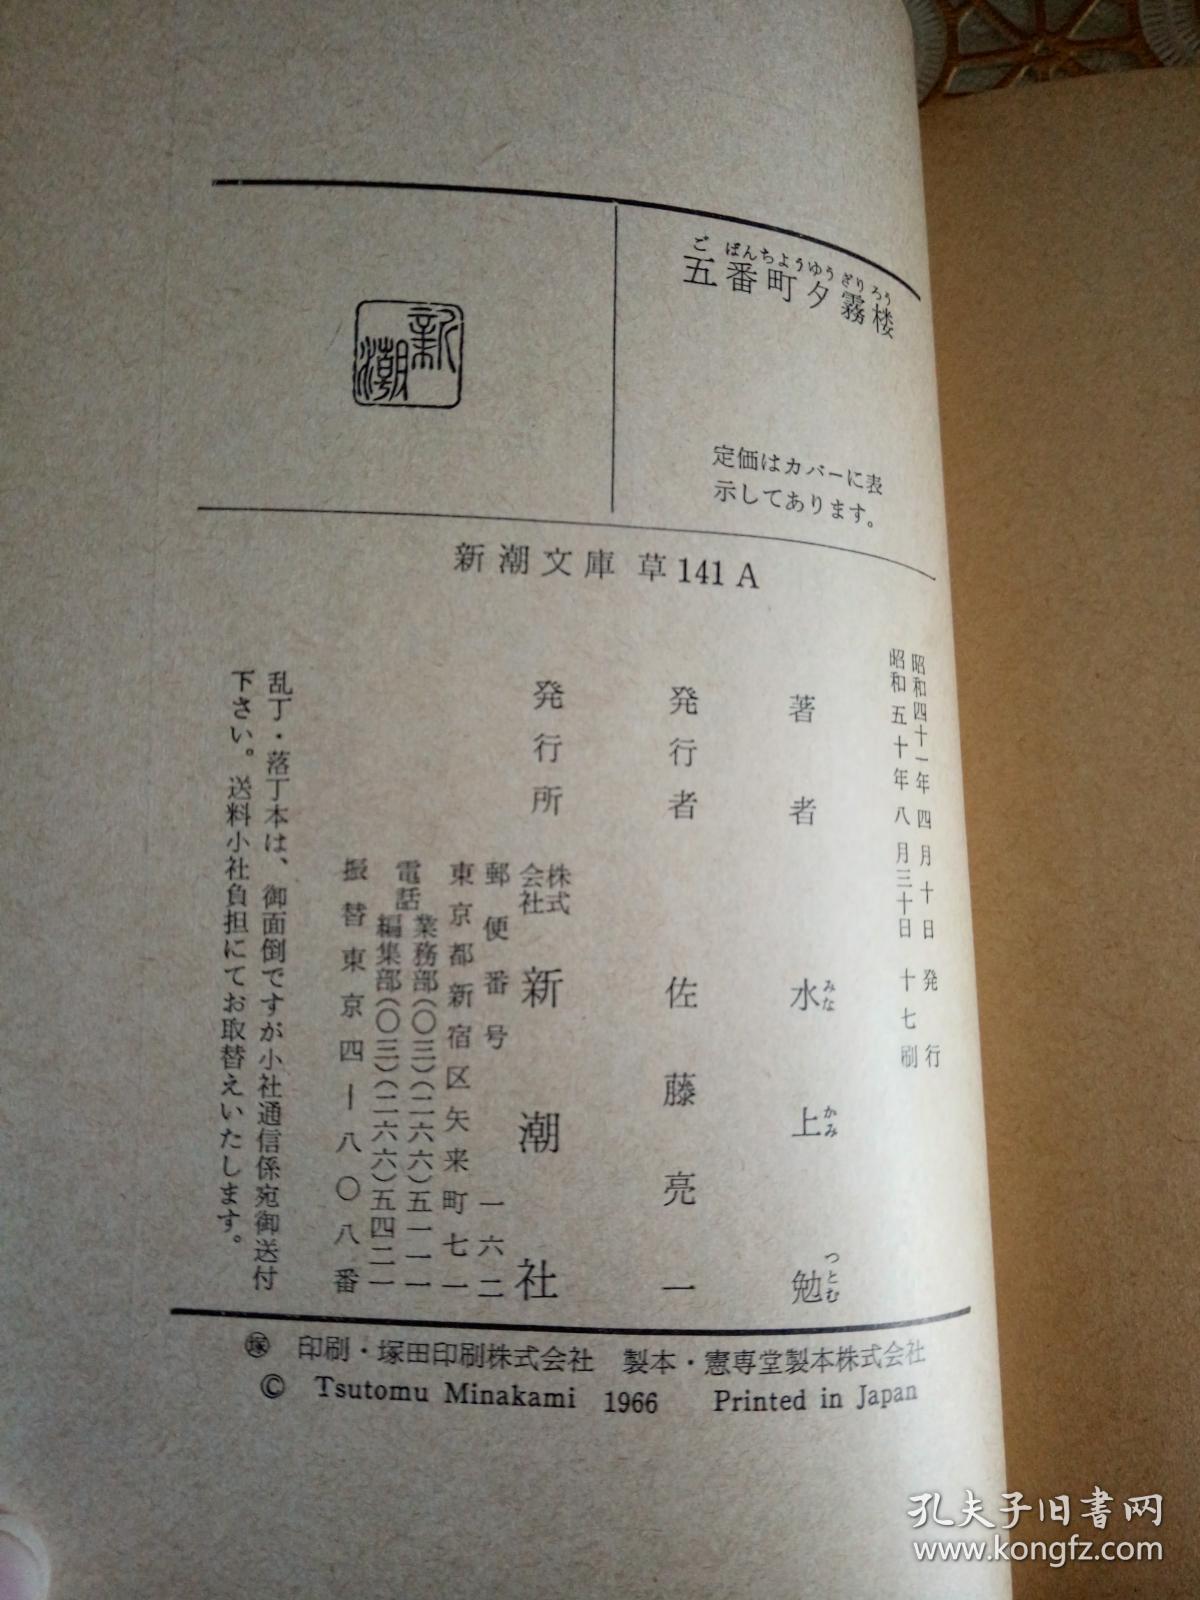 ご ばんちようゆうぎりろう
五番町夕霧楼
定価はカバーに表
示してあります。
新潮
新潮文庫 草141A
昭和四十一年四月十日発行
昭和五十年八月三十日十七刷
著者 水上勉
みな かみ つとむ
発行者 佐藤亮一
発行所 株式会社 新潮社
郵便番号 一六二
東京都新宿区矢来町七一
電話 業務部(〇三)(二六六)五一一一
編集部(〇三)(二六六)五四二一
振替東京四―八〇八番
乱丁・落丁本は、御面倒ですが小社通信係宛御送付
下さい。送料小社負担にてお取替えいたします。
塚 印刷・塚田印刷株式会社 製本・憲専堂製本株式会社
© Tsutomu Minakami 1966 Printed in Japan
孔夫子旧书网
www.kongfz.com